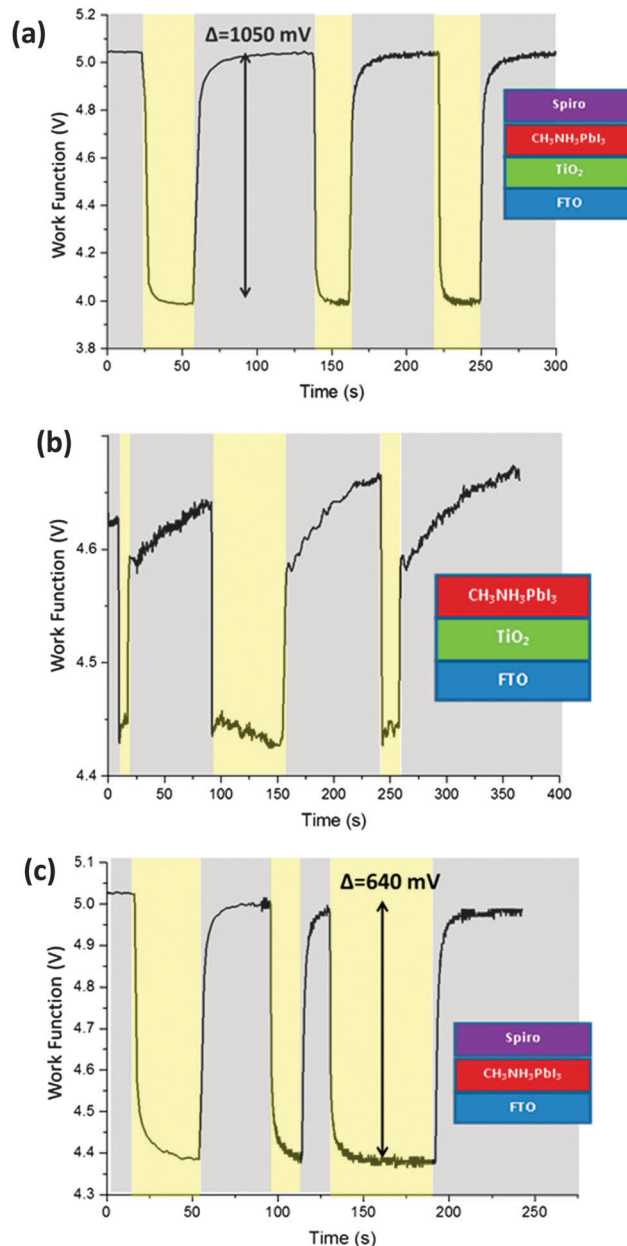 (a)
Δ=1050 mV
5.0
4.8
4.6
4.4
4.2
4.0
3.8
Work Function (V)
0 50 100 150 200 250 300
Time (s)
Spiro
CH₃NH₃PbI₃
TiO₂
FTO
(b)
4.6
4.5
4.4
Work Function (V)
0 50 100 150 200 250 300 350 400
Time (s)
CH₃NH₃PbI₃
TiO₂
FTO
(c)
Δ=640 mV
5.1
5.0
4.9
4.8
4.7
4.6
4.5
4.4
4.3
Work Function (V)
0 50 100 150 200 250
Time (s)
Spiro
CH₃NH₃PbI₃
FTO